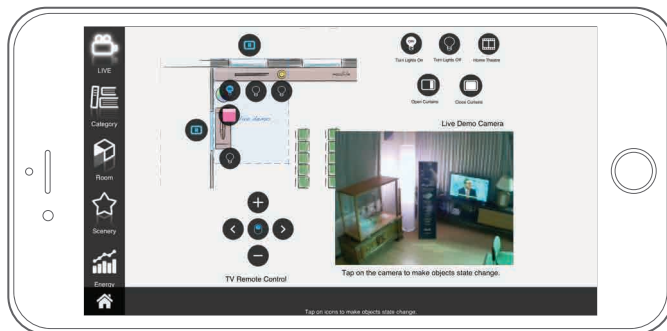 LIVE
Category
Room
Scenery
Energy
ON
Turn Lights On
Turn Lights Off
Home Theatre
Open Curtains
Close Curtains
Live Demo Camera
Tap on the camera to make objects state change.
TV Remote Control
Tap on icons to make objects state change.